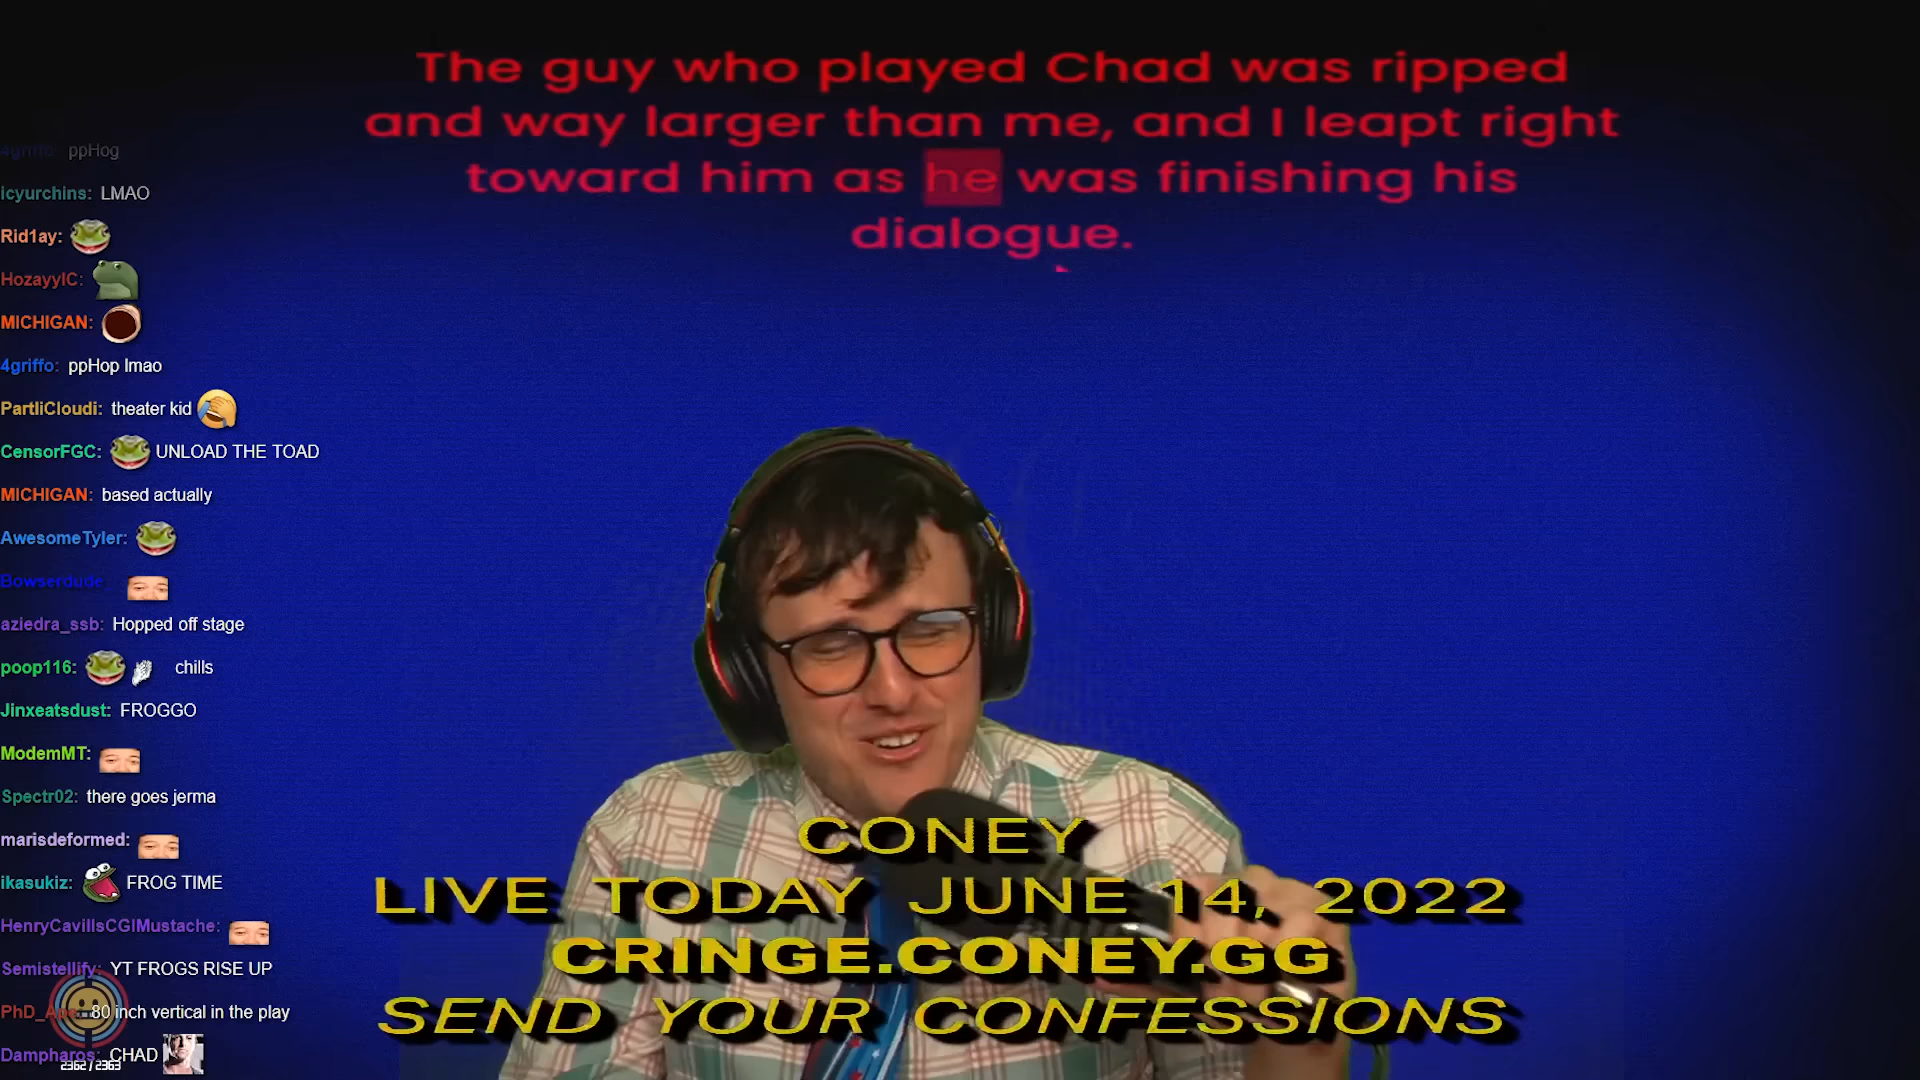 The guy who played Chad was ripped
and way larger than me, and I leapt right
toward him as he was finishing his
dialogue.
4griffo: ppHog
icyurchins: LMAO
Rid1ay:
HozayyIC:
MICHIGAN:
4griffo: ppHop lmao
PartliCloudi: theater kid
CensorFGC: UNLOAD THE TOAD
MICHIGAN: based actually
AwesomeTyler:
Bowserdude:
aziedra_ssb: Hopped off stage
poop116: chills
Jinxeatsdust: FROGGO
ModemMT:
Spectr02: there goes jerma
marisdeformed:
ikasukiz: FROG TIME
HenryCavillsCGIMustache:
Semistellify: YT FROGS RISE UP
PhD_Ape: 80 inch vertical in the play
Dampharos: CHAD
2362 / 2363
CONEY
LIVE TODAY JUNE 14, 2022
CRINGE.CONEY.GG
SEND YOUR CONFESSIONS